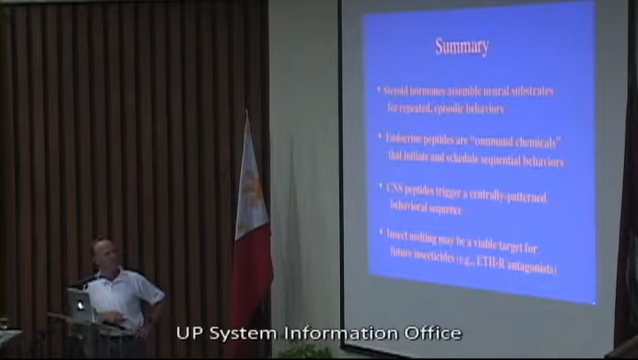 Summary
• Steroid hormones assemble neural substrates
for repeated, episodic behaviors
• Endocrine peptides are “command chemicals”
that initiate and schedule sequential behaviors
• CNS peptides trigger a centrally-patterned
behavioral sequence
• Insect molting may be a viable target for
future insecticides (e.g., ETH-R antagonists)
UP System Information Office